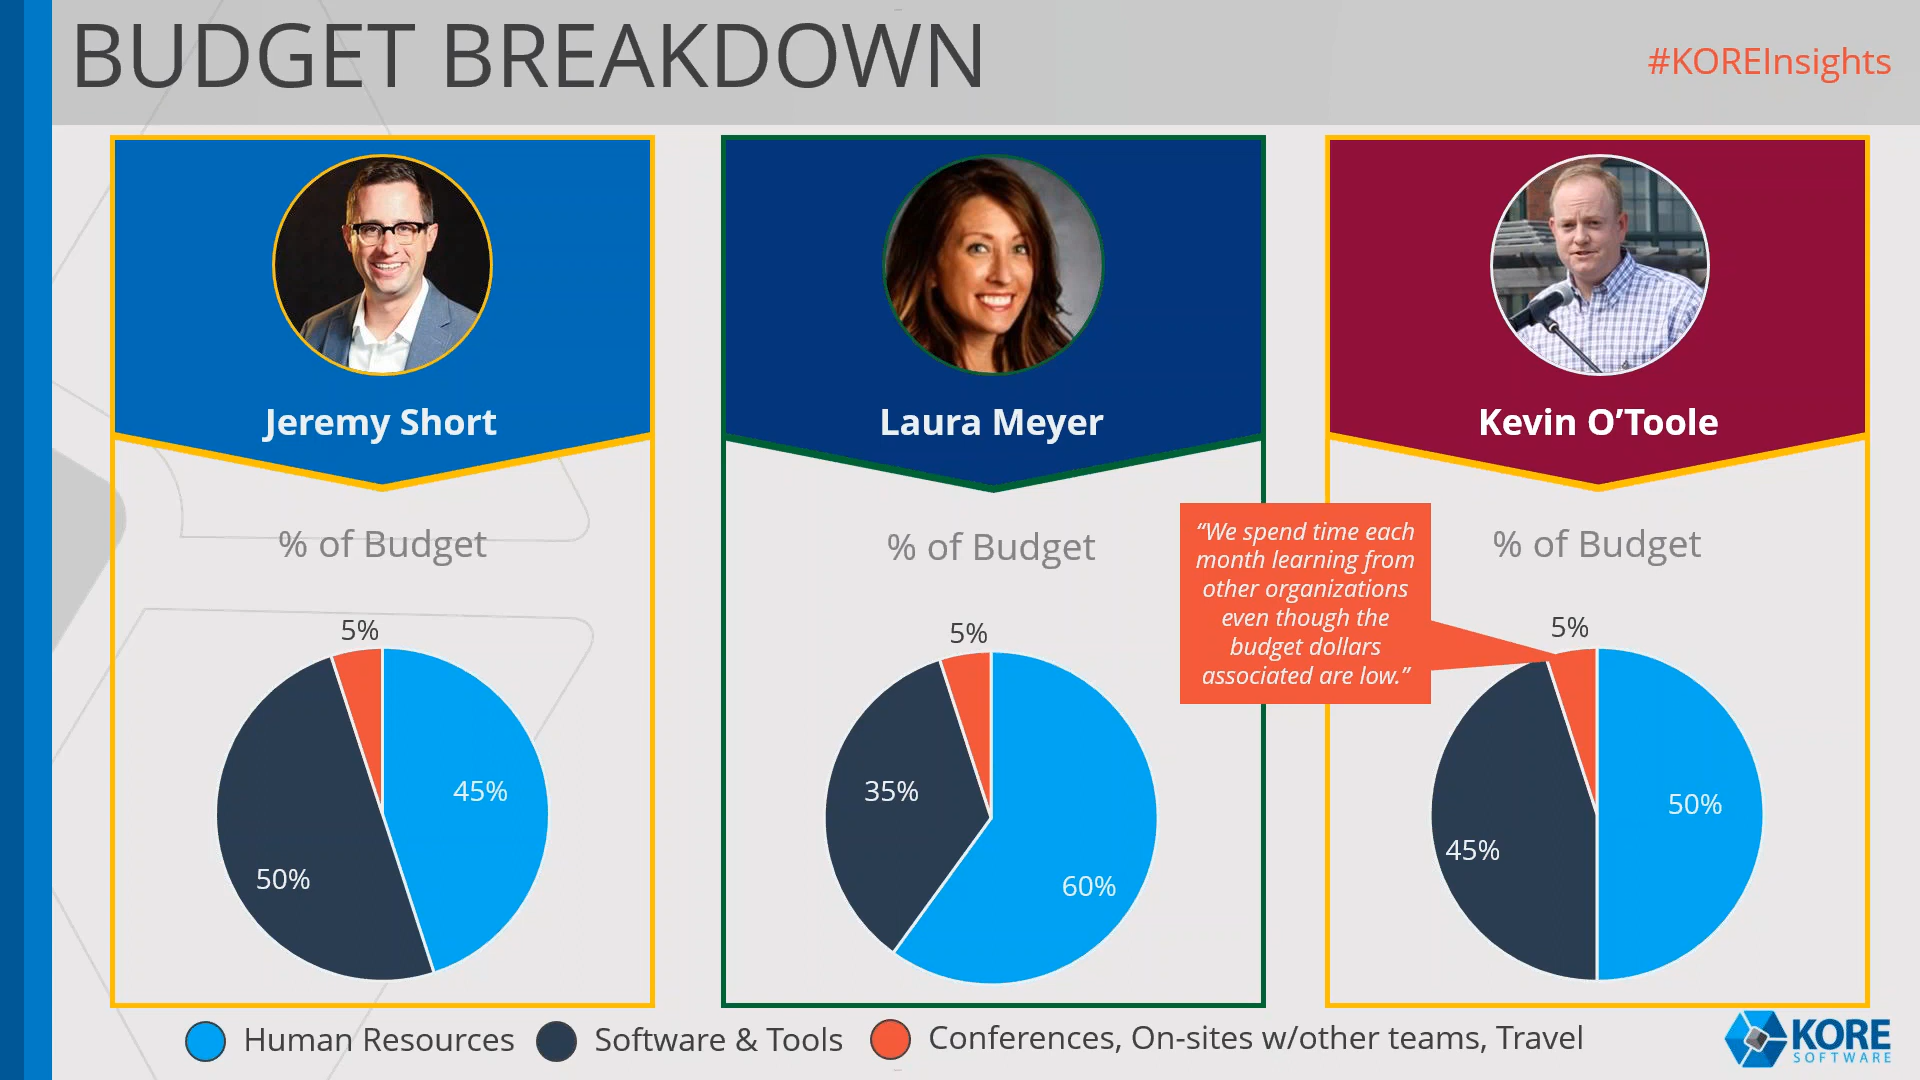 BUDGET BREAKDOWN
#KOREInsights
Jeremy Short
% of Budget
5%
45%
50%
Laura Meyer
% of Budget
5%
35%
60%
Kevin O’Toole
% of Budget
“We spend time each
month learning from
other organizations
even though the
budget dollars
associated are low.”
5%
50%
45%
Human Resources
Software & Tools
Conferences, On-sites w/other teams, Travel
KORE
SOFTWARE